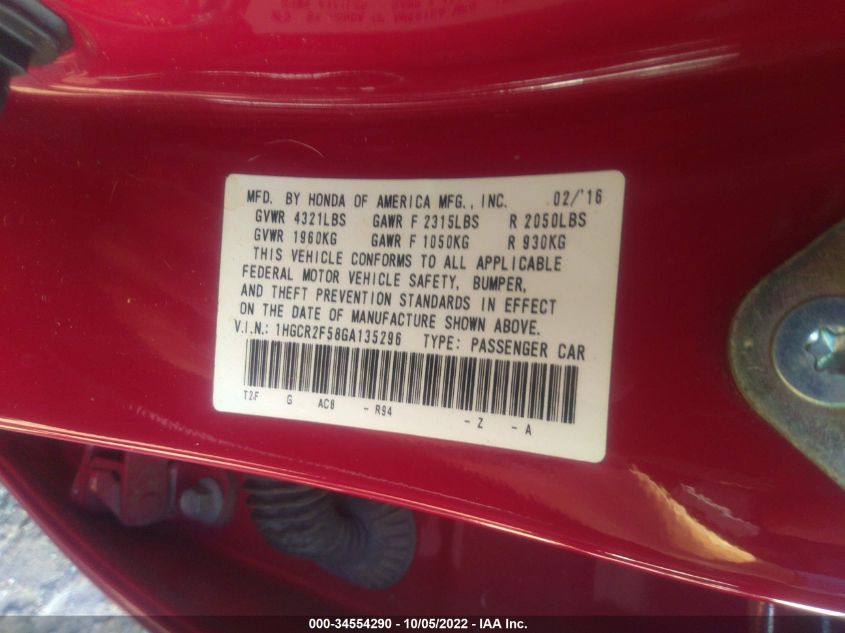 MFD. BY HONDA OF AMERICA MFG., INC. 02/'16
GVWR 4321LBS GAWR F 2315LBS R 2050LBS
GVWR 1960KG GAWR F 1050KG R 930KG
THIS VEHICLE CONFORMS TO ALL APPLICABLE
FEDERAL MOTOR VEHICLE SAFETY, BUMPER,
AND THEFT PREVENTION STANDARDS IN EFFECT
ON THE DATE OF MANUFACTURE SHOWN ABOVE.
V.I.N.: 1HGCR2F58GA135296 TYPE: PASSENGER CAR
T2F G AC8 - R94 - Z - A
000-34554290 - 10/05/2022 - IAA Inc.